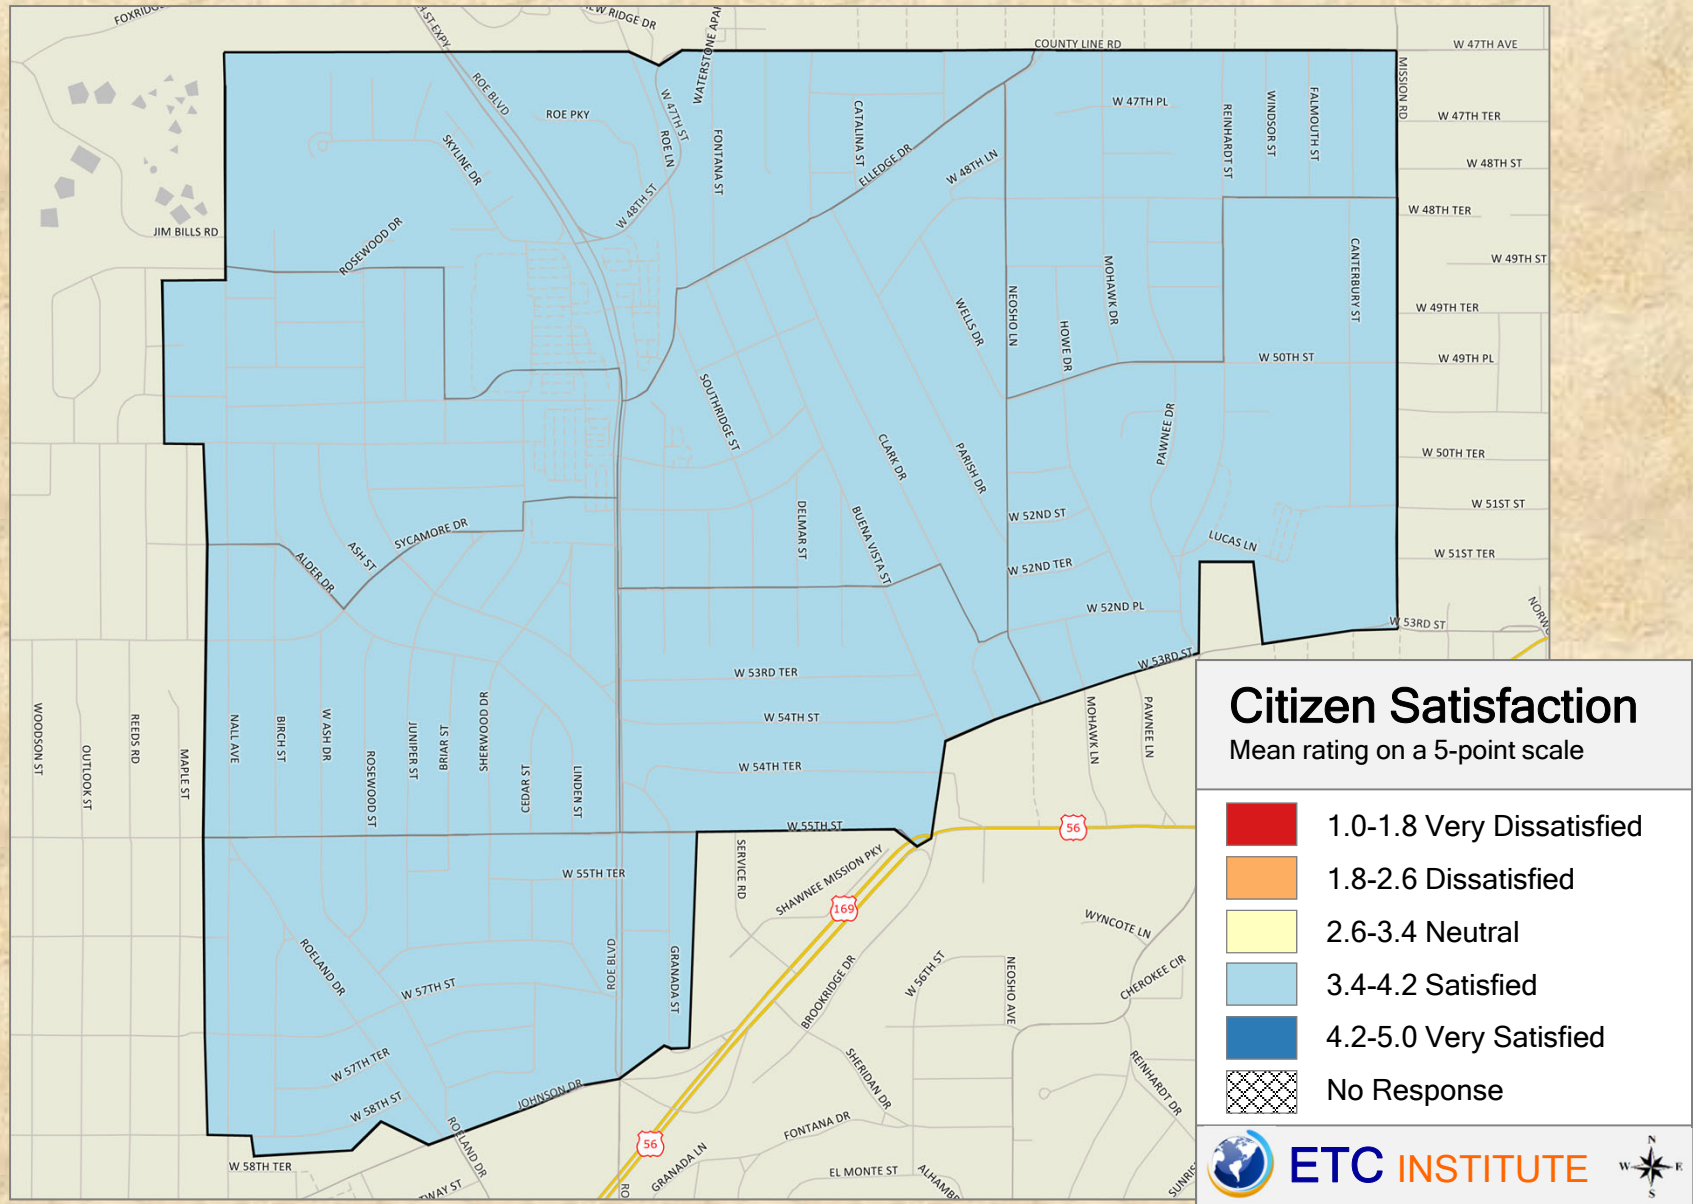 NEW RIDGE DR
COUNTY LINE RD
W 47TH AVE
WATERSTONE
ROE BLVD
ROE PKY
W 47TH ST
ROE LN
FONTANA ST
CATALINA ST
W 47TH PL
REINHARDT ST
WINDSOR ST
FALMOUTH ST
MISSION RD
W 47TH TER
SKYLINE DR
ELLEDGE DR
W 48TH LN
W 48TH ST
W 48TH ST
W 48TH TER
JIM BILLS RD
ROSEWOOD DR
MOHAWK DR
CANTERBURY ST
W 49TH ST
WELLS DR
NEOSHO LN
HOWE DR
W 49TH TER
W 50TH ST
W 49TH PL
SOUTHRIDGE ST
CLARK DR
PARISH DR
PAWNEE DR
W 50TH TER
DELMAR ST
BUENA VISTA ST
W 52ND ST
W 51ST ST
SYCAMORE DR
ASH ST
ALDER DR
LUCAS LN
W 52ND TER
W 51ST TER
W 52ND PL
W 53RD ST
W 53RD ST
W 53RD TER
WOODSON ST
OUTLOOK ST
REEDS RD
MAPLE ST
NALL AVE
BIRCH ST
W ASH DR
ROSEWOOD ST
JUNIPER ST
BRIAR ST
SHERWOOD DR
CEDAR ST
LINDEN ST
W 54TH ST
W 54TH TER
MOHAWK LN
PAWNEE LN
W 55TH ST
56
W 55TH TER
SERVICE RD
SHAWNEE MISSION PKY
169
WYNCOTE LN
ROELAND DR
W 57TH ST
ROE BLVD
GRANADA ST
BROOKRIDGE DR
W 56TH ST
NEOSHO AVE
CHEROKEE CIR
W 57TH TER
W 58TH ST
JOHNSON DR
SHERIDAN DR
REINHARDT DR
ROELAND DR
56
GRANADA LN
FONTANA DR
W 58TH TER
EL MONTE ST
Citizen Satisfaction
Mean rating on a 5-point scale
1.0-1.8 Very Dissatisfied
1.8-2.6 Dissatisfied
2.6-3.4 Neutral
3.4-4.2 Satisfied
4.2-5.0 Very Satisfied
No Response
ETC INSTITUTE
N
W E
S